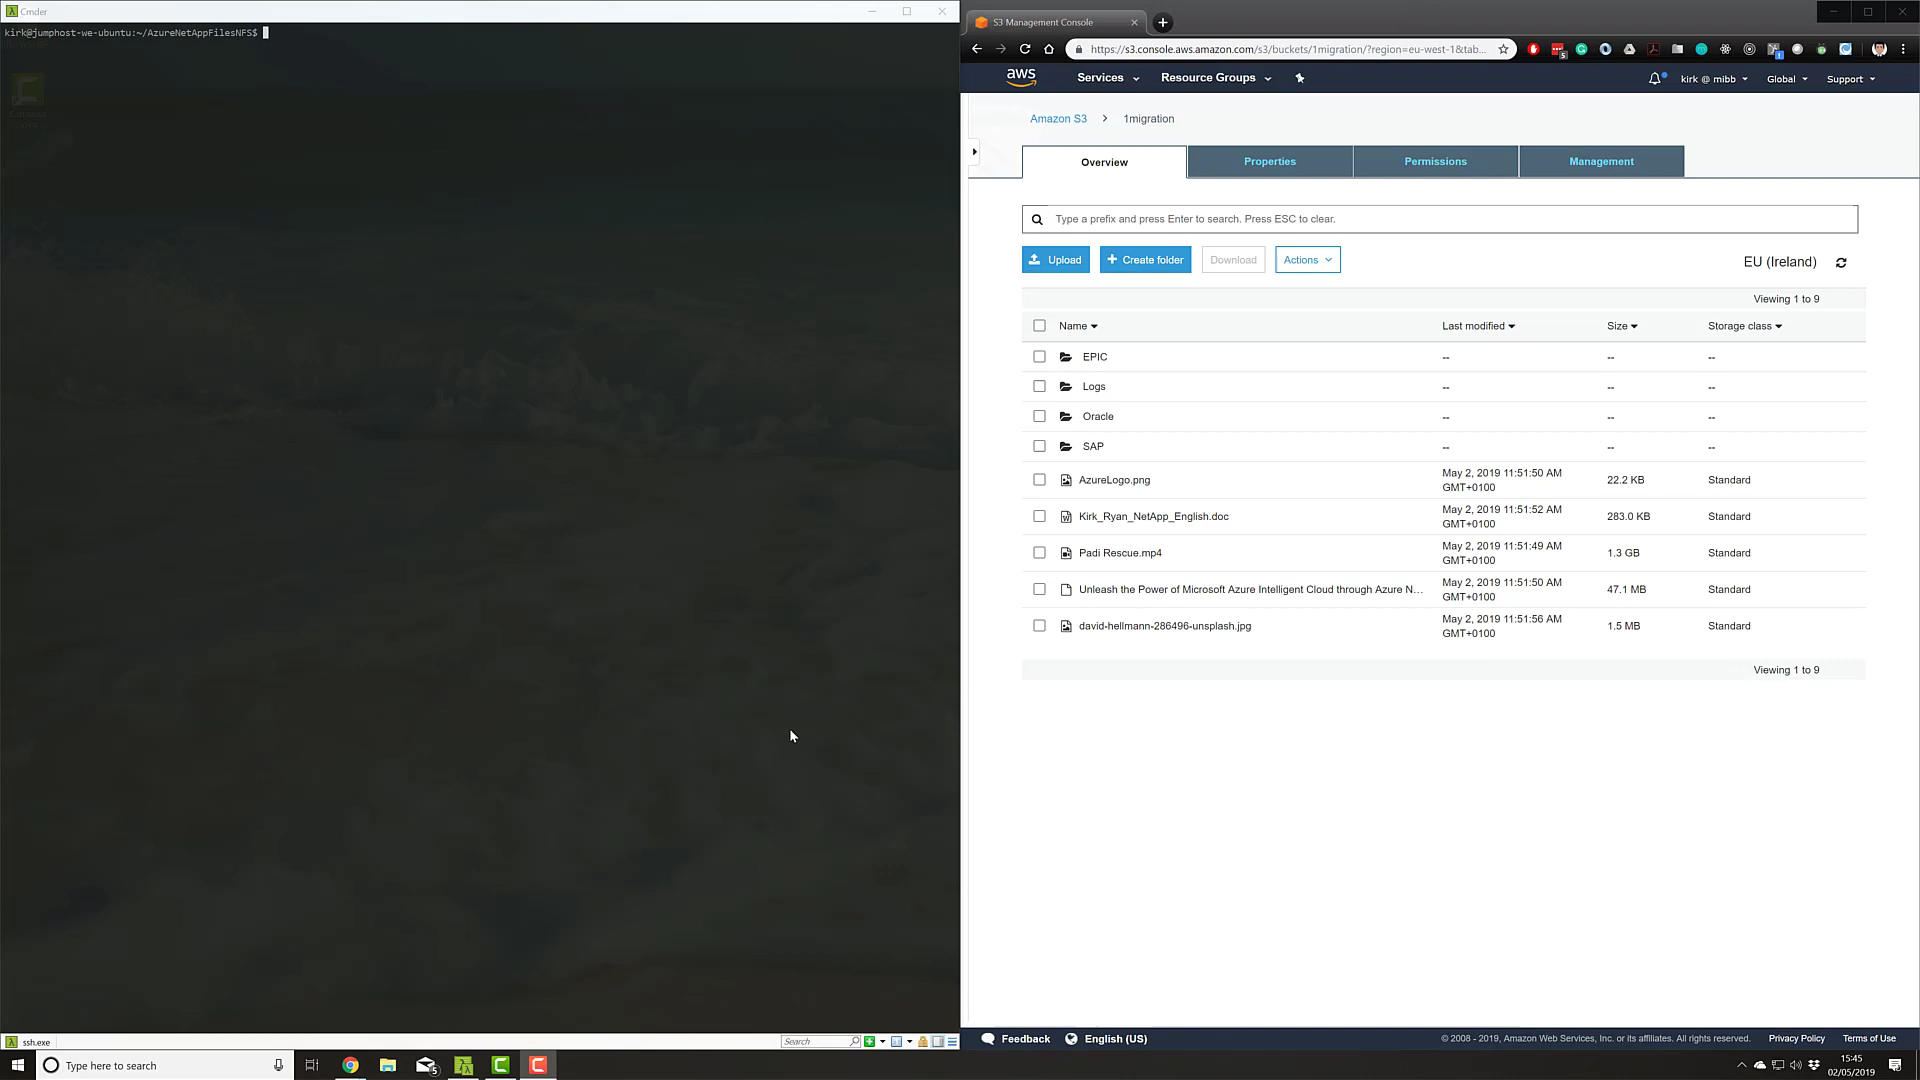 Cmder
kirk@jumphost-we-ubuntu:~/AzureNetAppFilesNFS$
ssh.exe
Search
Type here to search
5
S3 Management Console
https://s3.console.aws.amazon.com/s3/buckets/1migration/?region=eu-west-1&tab...
aws
Services
Resource Groups
kirk @ mibb
Global
Support
Amazon S3 > 1migration
Overview
Properties
Permissions
Management
Type a prefix and press Enter to search. Press ESC to clear.
Upload
+ Create folder
Download
Actions
EU (Ireland)
Viewing 1 to 9
Name
Last modified
Size
Storage class
EPIC -- -- --
Logs -- -- --
Oracle -- -- --
SAP -- -- --
AzureLogo.png
May 2, 2019 11:51:50 AM
GMT+0100
22.2 KB
Standard
Kirk_Ryan_NetApp_English.doc
May 2, 2019 11:51:52 AM
GMT+0100
283.0 KB
Standard
Padi Rescue.mp4
May 2, 2019 11:51:49 AM
GMT+0100
1.3 GB
Standard
Unleash the Power of Microsoft Azure Intelligent Cloud through Azure N...
May 2, 2019 11:51:50 AM
GMT+0100
47.1 MB
Standard
david-hellmann-286496-unsplash.jpg
May 2, 2019 11:51:56 AM
GMT+0100
1.5 MB
Standard
Viewing 1 to 9
Feedback
English (US)
© 2008 - 2019, Amazon Web Services, Inc. or its affiliates. All rights reserved.
Privacy Policy
Terms of Use
15:45
02/05/2019